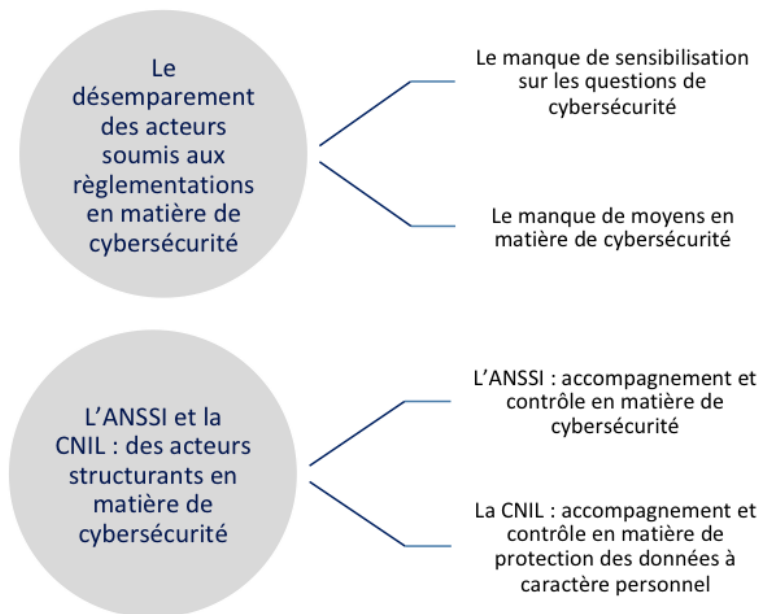 Le
désemparement
des acteurs
soumis aux
règlementations
en matière de
cybersécurité
Le manque de sensibilisation
sur les questions de
cybersécurité
Le manque de moyens en
matière de cybersécurité
L’ANSSI et la
CNIL : des acteurs
structurants en
matière de
cybersécurité
L’ANSSI : accompagnement et
contrôle en matière de
cybersécurité
La CNIL : accompagnement et
contrôle en matière de
protection des données à
caractère personnel